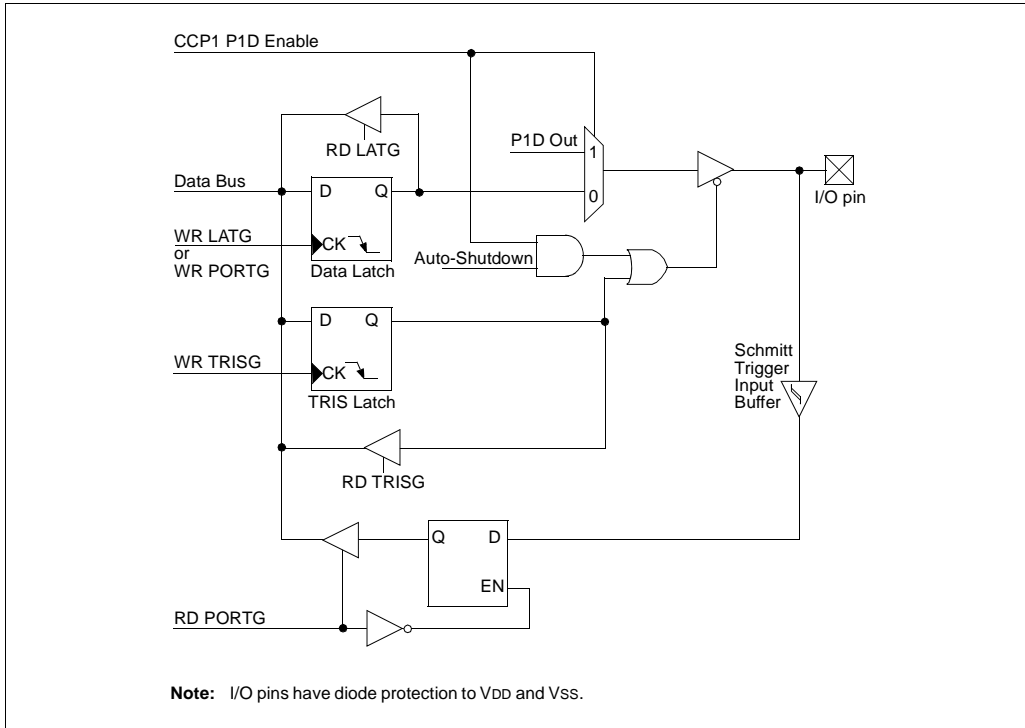 CCP1 P1D Enable
RD LATG
P1D Out
1
0
Data Bus
D Q
CK
Data Latch
WR LATG
or
WR PORTG
I/O pin
Auto-Shutdown
D Q
CK
TRIS Latch
WR TRISG
Schmitt
Trigger
Input
Buffer
RD TRISG
Q D
EN
RD PORTG
Note: I/O pins have diode protection to VDD and VSS.